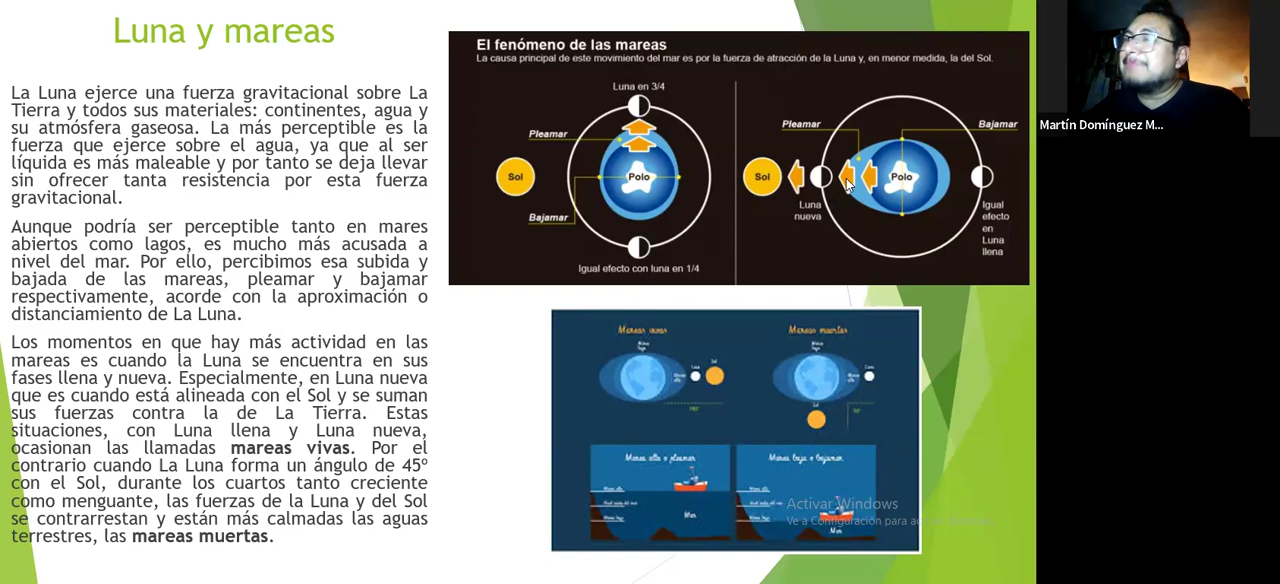 Luna y mareas
La Luna ejerce una fuerza gravitacional sobre La
Tierra y todos sus materiales: continentes, agua y
su atmósfera gaseosa. La más perceptible es la
fuerza que ejerce sobre el agua, ya que al ser
líquida es más maleable y por tanto se deja llevar
sin ofrecer tanta resistencia por esta fuerza
gravitacional.
Aunque podría ser perceptible tanto en mares
abiertos como lagos, es mucho más acusada a
nivel del mar. Por ello, percibimos esa subida y
bajada de las mareas, pleamar y bajamar
respectivamente, acorde con la aproximación o
distanciamiento de La Luna.
Los momentos en que hay más actividad en las
mareas es cuando la Luna se encuentra en sus
fases llena y nueva. Especialmente, en Luna nueva
que es cuando está alineada con el Sol y se suman
sus fuerzas contra la de La Tierra. Estas
situaciones, con Luna llena y Luna nueva,
ocasionan las llamadas mareas vivas. Por el
contrario cuando La Luna forma un ángulo de 45º
con el Sol, durante los cuartos tanto creciente
como menguante, las fuerzas de la Luna y del Sol
se contrarrestan y están más calmadas las aguas
terrestres, las mareas muertas.
El fenómeno de las mareas
La causa principal de este movimiento del mar es por la fuerza de atracción de la Luna y, en menor medida, la del Sol.
Luna en 3/4
Pleamar
Sol
Polo
Bajamar
Igual efecto con luna en 1/4
Pleamar
Bajamar
Sol
Polo
Luna
nueva
Igual
efecto
en
Luna
llena
Mareas vivas
Mareas muertas
Sol
Luna
Sol
Marea alta o pleamar
Marea baja o bajamar
Mar
Mar
Activar Windows
Ve a Configuración para
Martín Domínguez M...